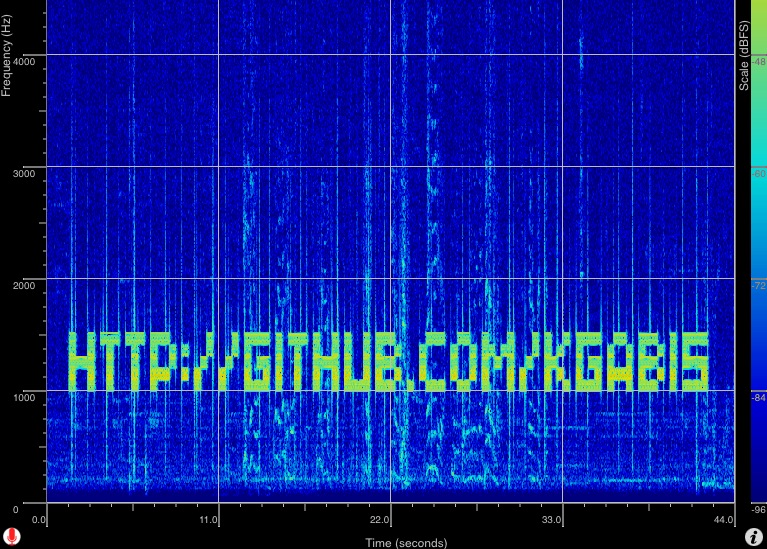 Frequency (Hz)
4000
3000
2000
1000
0
HTTP://GITHUB.COM/KGABIS
0.0 11.0 22.0 33.0 44.0
Time (seconds)
Scale (dBFS)
-48
-60
-72
-84
-96
i